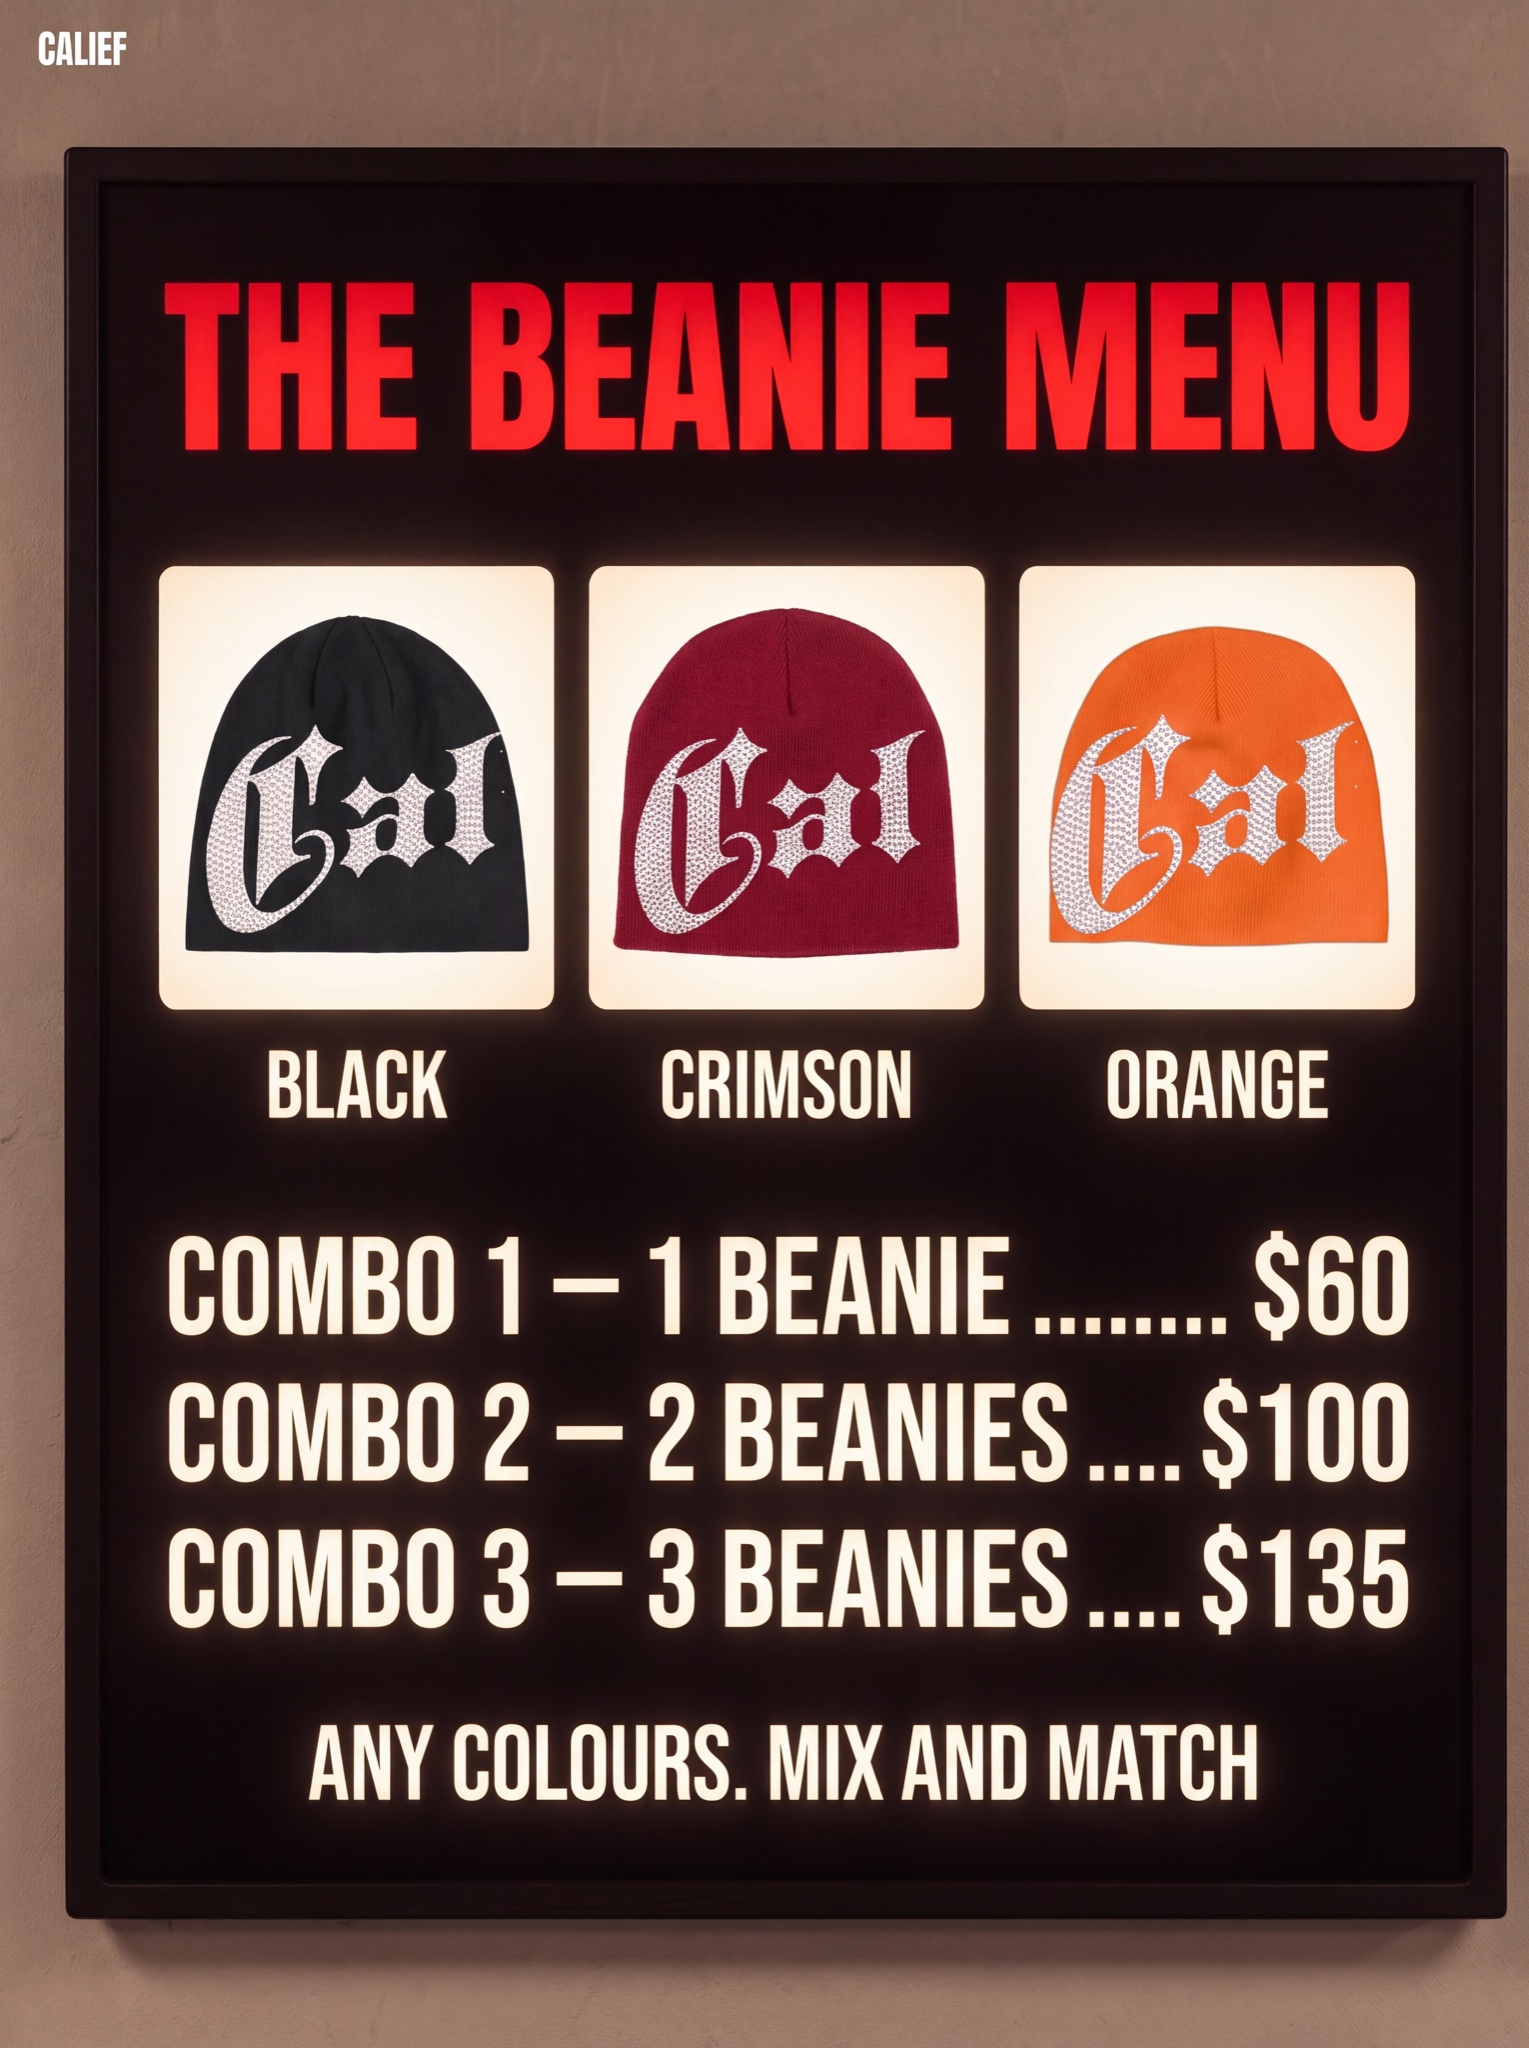 CALIEF
THE BEANIE MENU
Cal Cal Cal
BLACK CRIMSON ORANGE
COMBO 1 — 1 BEANIE ........ $60
COMBO 2 — 2 BEANIES .... $100
COMBO 3 — 3 BEANIES .... $135
ANY COLOURS. MIX AND MATCH